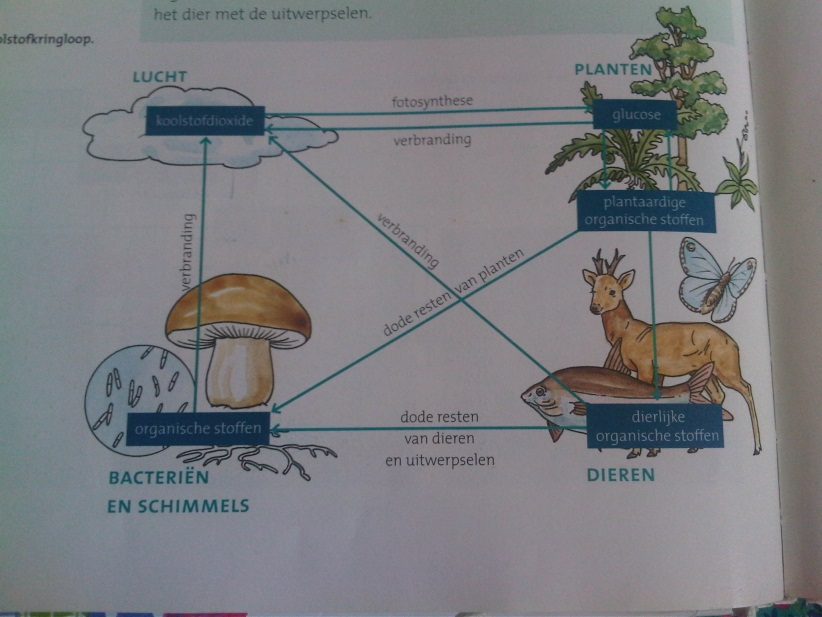 het dier met de uitwerpselen.
olstofkringloop.
LUCHT
PLANTEN
koolstofdioxide
fotosynthese
glucose
verbranding
plantaardige
organische stoffen
verbranding
verbranding
dode resten van planten
organische stoffen
dode resten
van dieren
en uitwerpselen
dierlijke
organische stoffen
BACTERIËN
EN SCHIMMELS
DIEREN